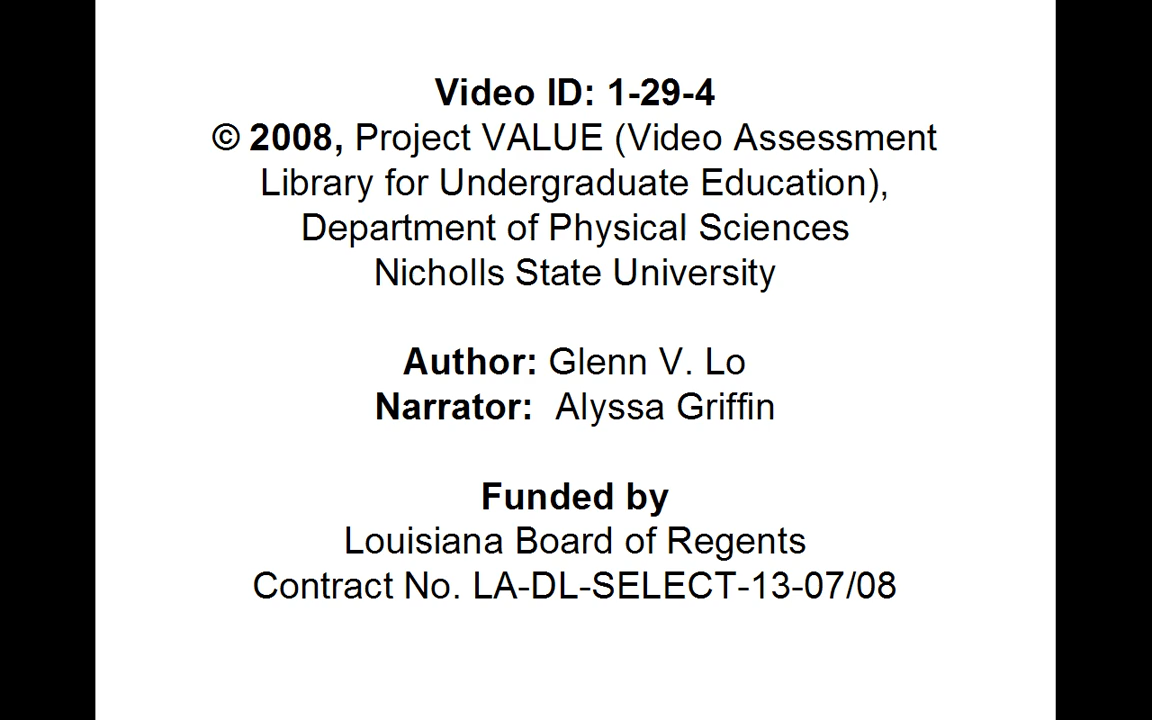 Video ID: 1-29-4
© 2008, Project VALUE (Video Assessment
Library for Undergraduate Education),
Department of Physical Sciences
Nicholls State University
Author: Glenn V. Lo
Narrator: Alyssa Griffin
Funded by
Louisiana Board of Regents
Contract No. LA-DL-SELECT-13-07/08